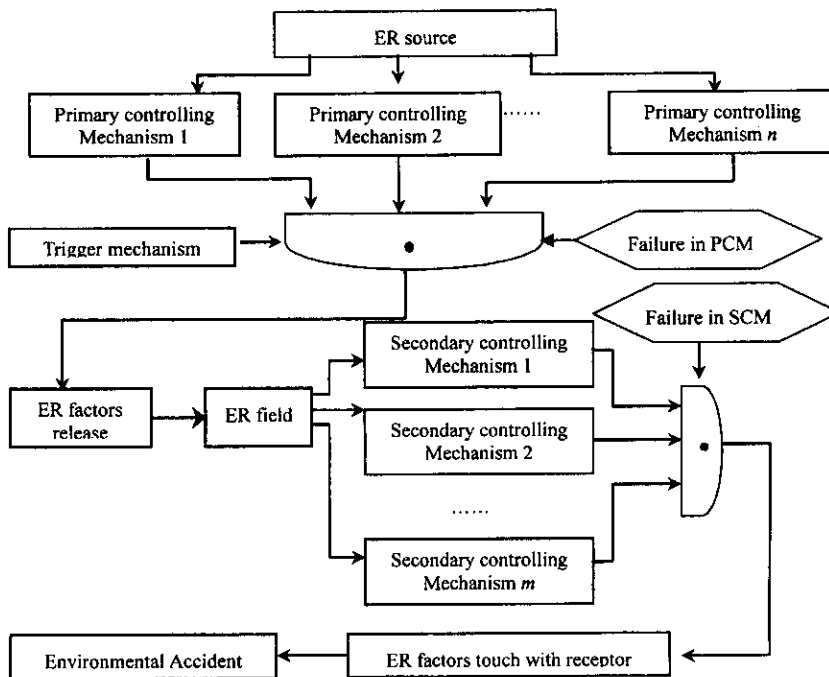 ER source
Primary controlling
Mechanism 1
Primary controlling
Mechanism 2
......
Primary controlling
Mechanism n
Trigger mechanism
Failure in PCM
Failure in SCM
Secondary controlling
Mechanism 1
ER factors
release
ER field
Secondary controlling
Mechanism 2
......
Secondary controlling
Mechanism m
Environmental Accident
ER factors touch with receptor